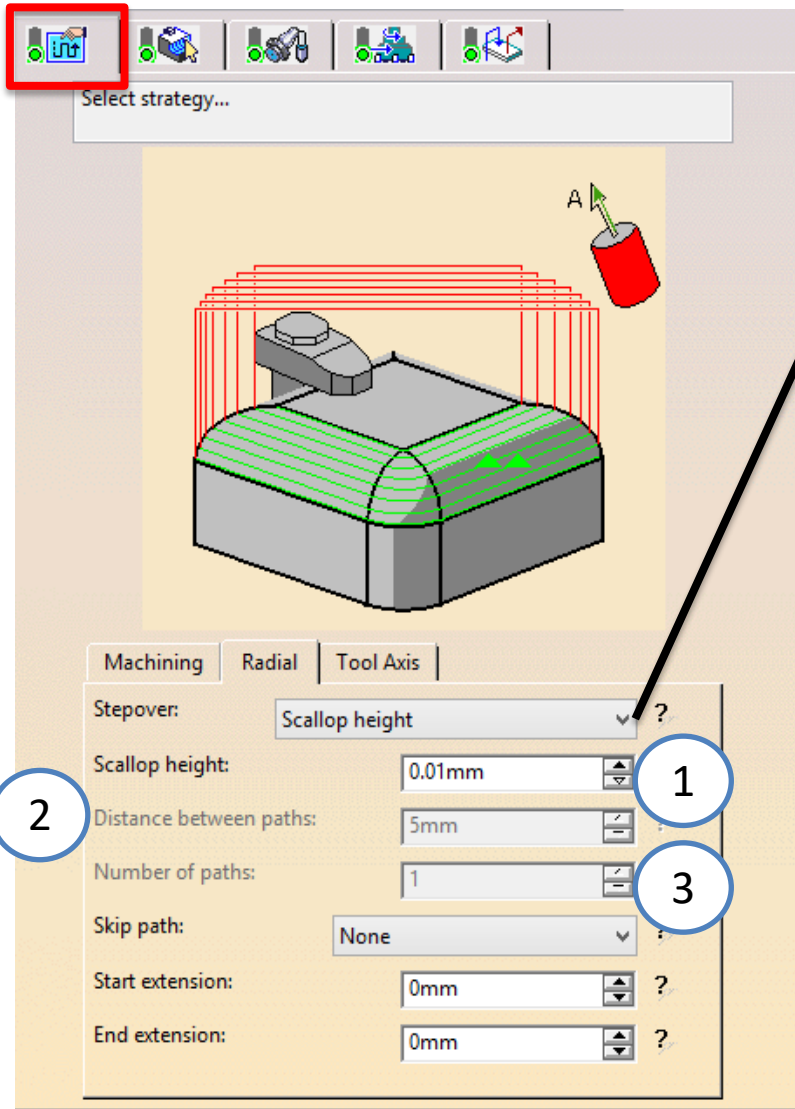 Select strategy...
A
Machining Radial Tool Axis
Stepover: Scallop height ?
Scallop height: 0.01mm 1
2 Distance between paths: 5mm ?
Number of paths: 1 3
Skip path: None ?
Start extension: 0mm ?
End extension: 0mm ?